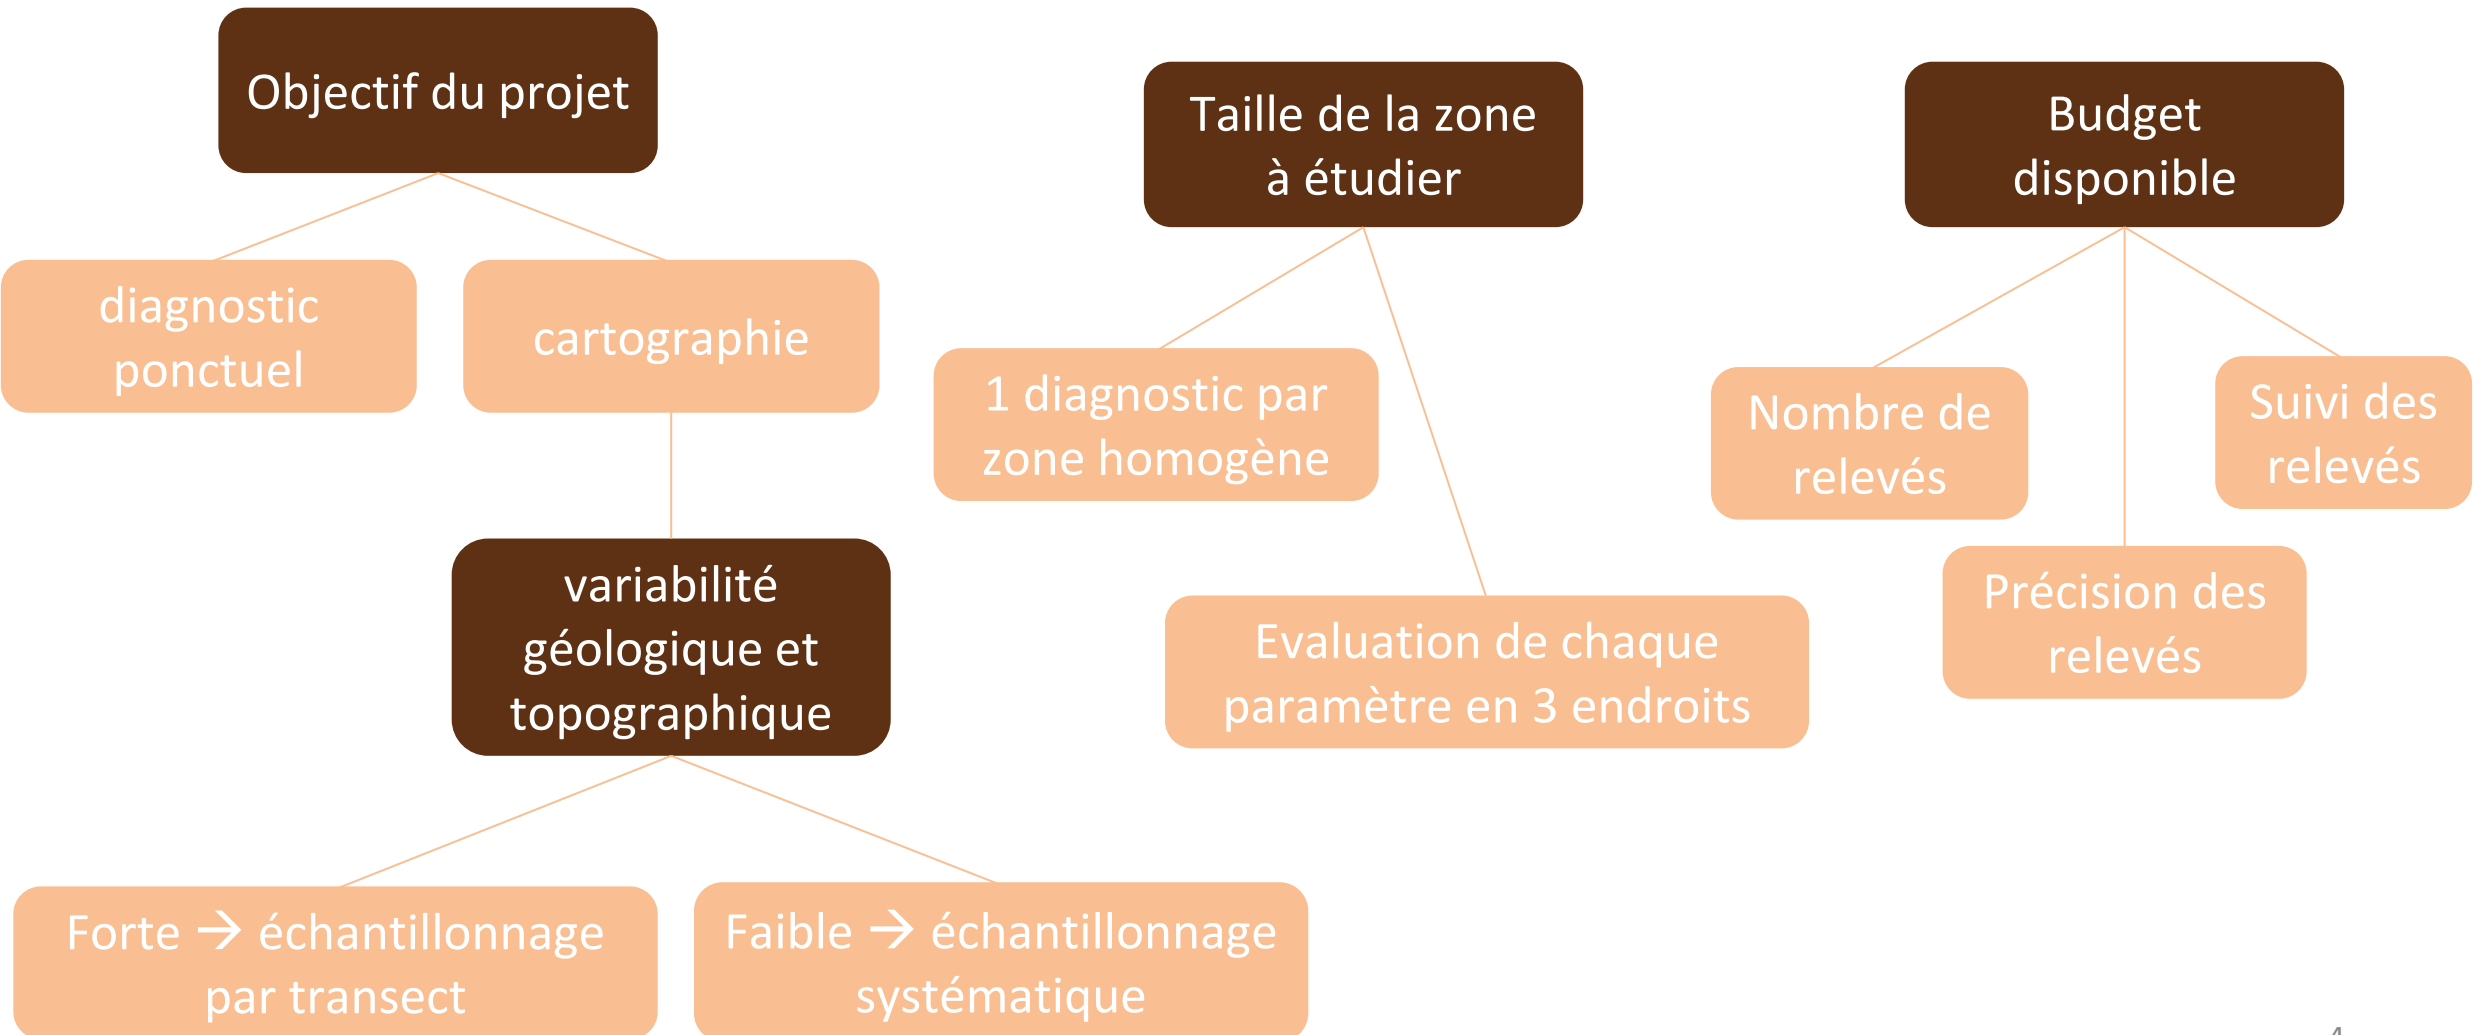 Objectif du projet
diagnostic
ponctuel
cartographie
variabilité
géologique et
topographique
Forte → échantillonnage
par transect
Faible → échantillonnage
systématique
Taille de la zone
à étudier
1 diagnostic par
zone homogène
Evaluation de chaque
paramètre en 3 endroits
Budget
disponible
Nombre de
relevés
Précision des
relevés
Suivi des
relevés